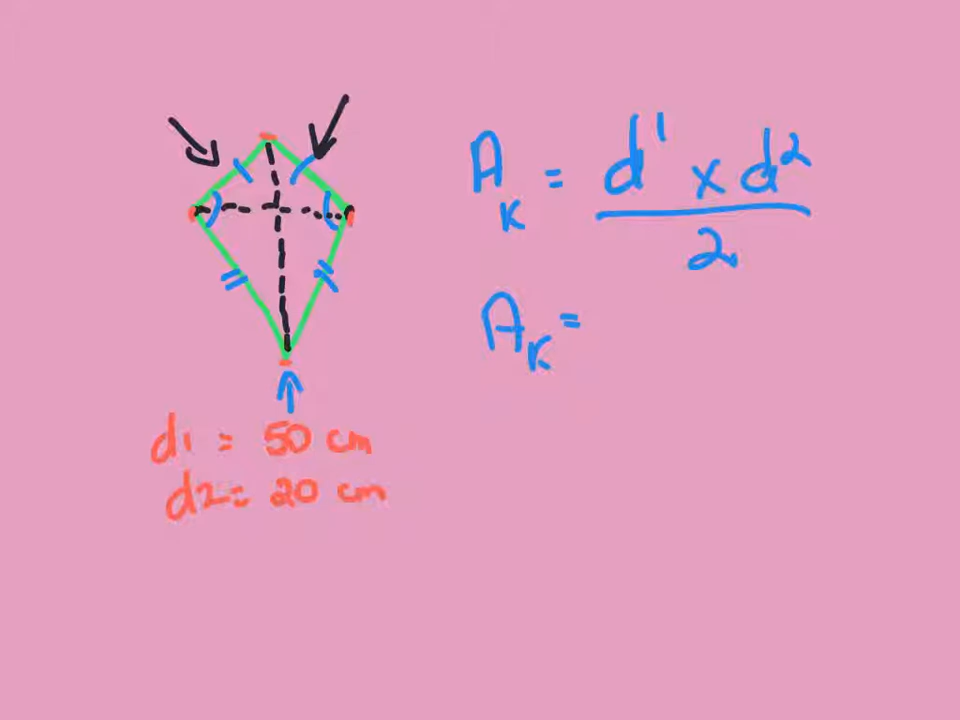 A_K = d1 x d2 / 2
A_K =
d1 = 50 cm
d2 = 20 cm